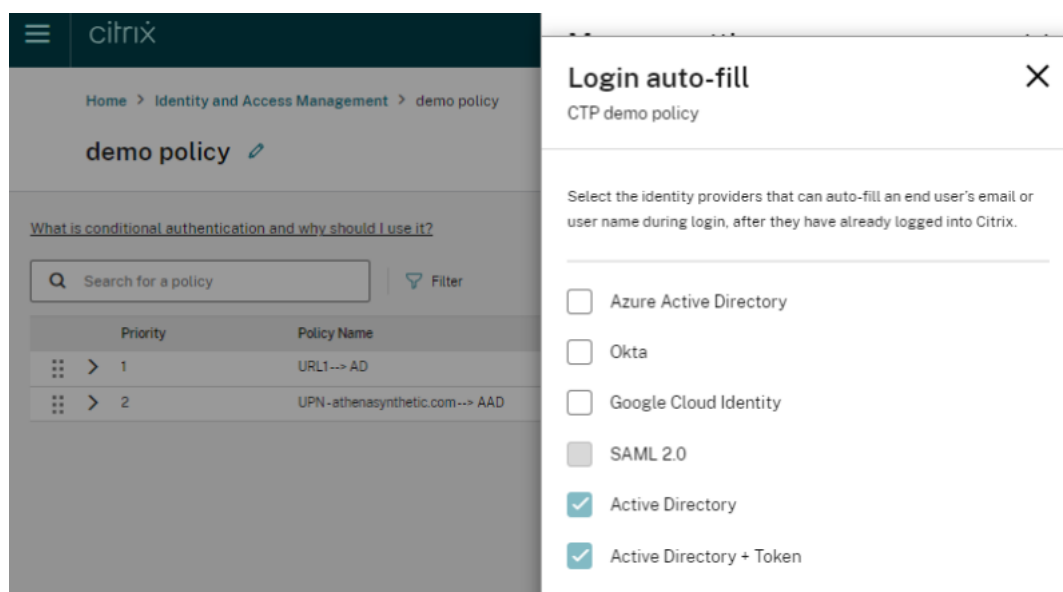 citrix
Home > Identity and Access Management > demo policy
demo policy
What is conditional authentication and why should I use it?
Search for a policy
Filter
Priority Policy Name
1 URL1--> AD
2 UPN-athenasynthetic.com--> AAD
Login auto-fill
CTP demo policy
Select the identity providers that can auto-fill an end user's email or
user name during login, after they have already logged into Citrix.
Azure Active Directory
Okta
Google Cloud Identity
SAML 2.0
Active Directory
Active Directory + Token